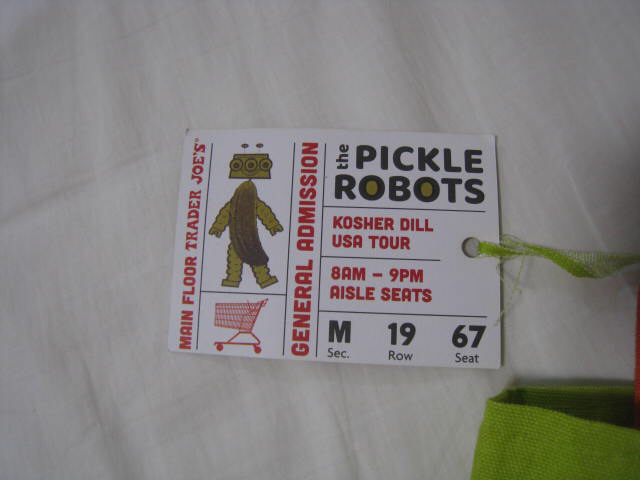 MAIN FLOOR TRADER JOE'S
GENERAL ADMISSION
the PICKLE
ROBOTS
KOSHER DILL
USA TOUR
8AM – 9PM
AISLE SEATS
M 19 67
Sec. Row Seat